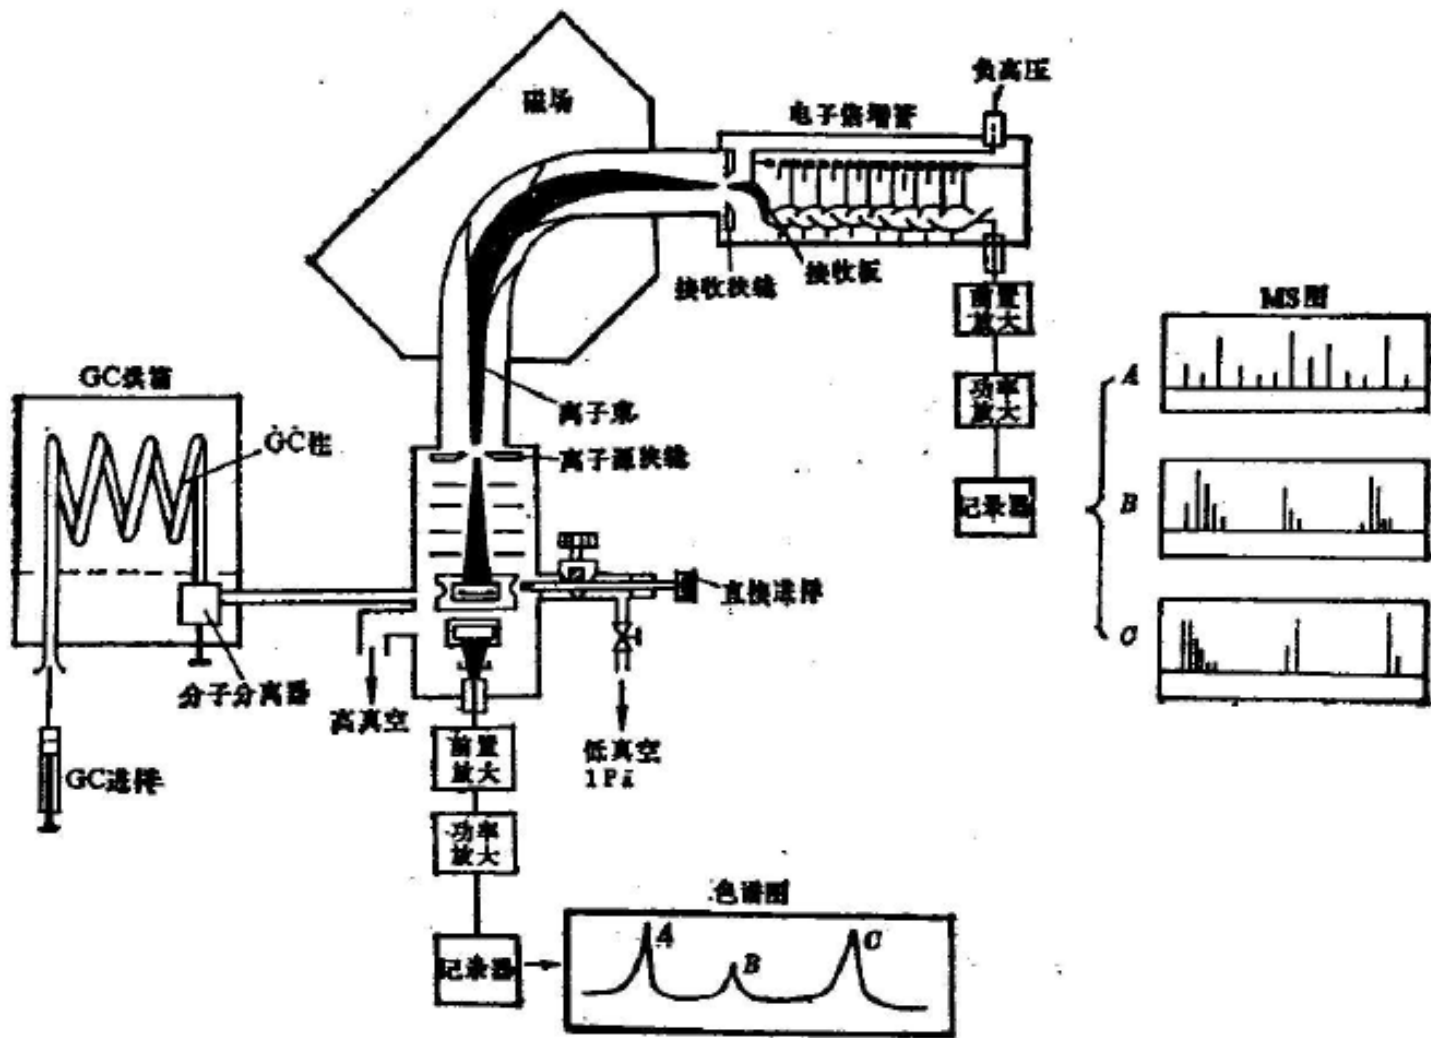 磁场
负高压
电子倍增管
接收狭缝
接收板
前置
放大
功率
放大
记录器
MS图
A
B
C
GC烘箱
GC柱
离子束
离子源狭缝
直接进样
分子分离器
高真空
低真空
1Pa
GC进样
前置
放大
功率
放大
记录器
色谱图
A
B
C